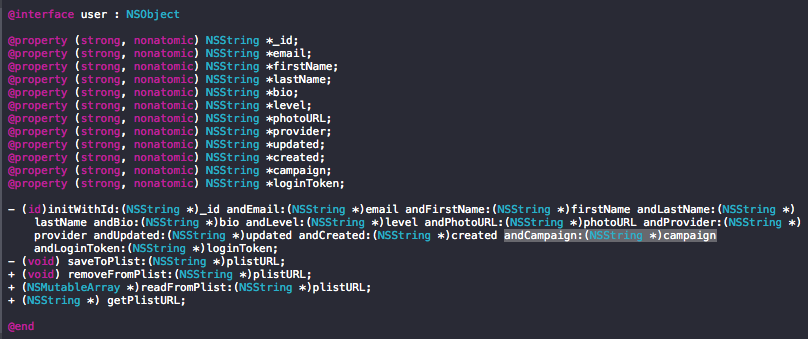 @interface user : NSObject
@property (strong, nonatomic) NSString *_id;
@property (strong, nonatomic) NSString *email;
@property (strong, nonatomic) NSString *firstName;
@property (strong, nonatomic) NSString *lastName;
@property (strong, nonatomic) NSString *bio;
@property (strong, nonatomic) NSString *level;
@property (strong, nonatomic) NSString *photoURL;
@property (strong, nonatomic) NSString *provider;
@property (strong, nonatomic) NSString *updated;
@property (strong, nonatomic) NSString *created;
@property (strong, nonatomic) NSString *campaign;
@property (strong, nonatomic) NSString *loginToken;
- (id)initWithId:(NSString *)_id andEmail:(NSString *)email andFirstName:(NSString *)firstName andLastName:(NSString *)
lastName andBio:(NSString *)bio andLevel:(NSString *)level andPhotoURL:(NSString *)photoURL andProvider:(NSString *)
provider andUpdated:(NSString *)updated andCreated:(NSString *)created andCampaign:(NSString *)campaign
andLoginToken:(NSString *)loginToken;
- (void) saveToPlist:(NSString *)plistURL;
+ (void) removeFromPlist:(NSString *)plistURL;
+ (NSMutableArray *)readFromPlist:(NSString *)plistURL;
+ (NSString *) getPlistURL;
@end